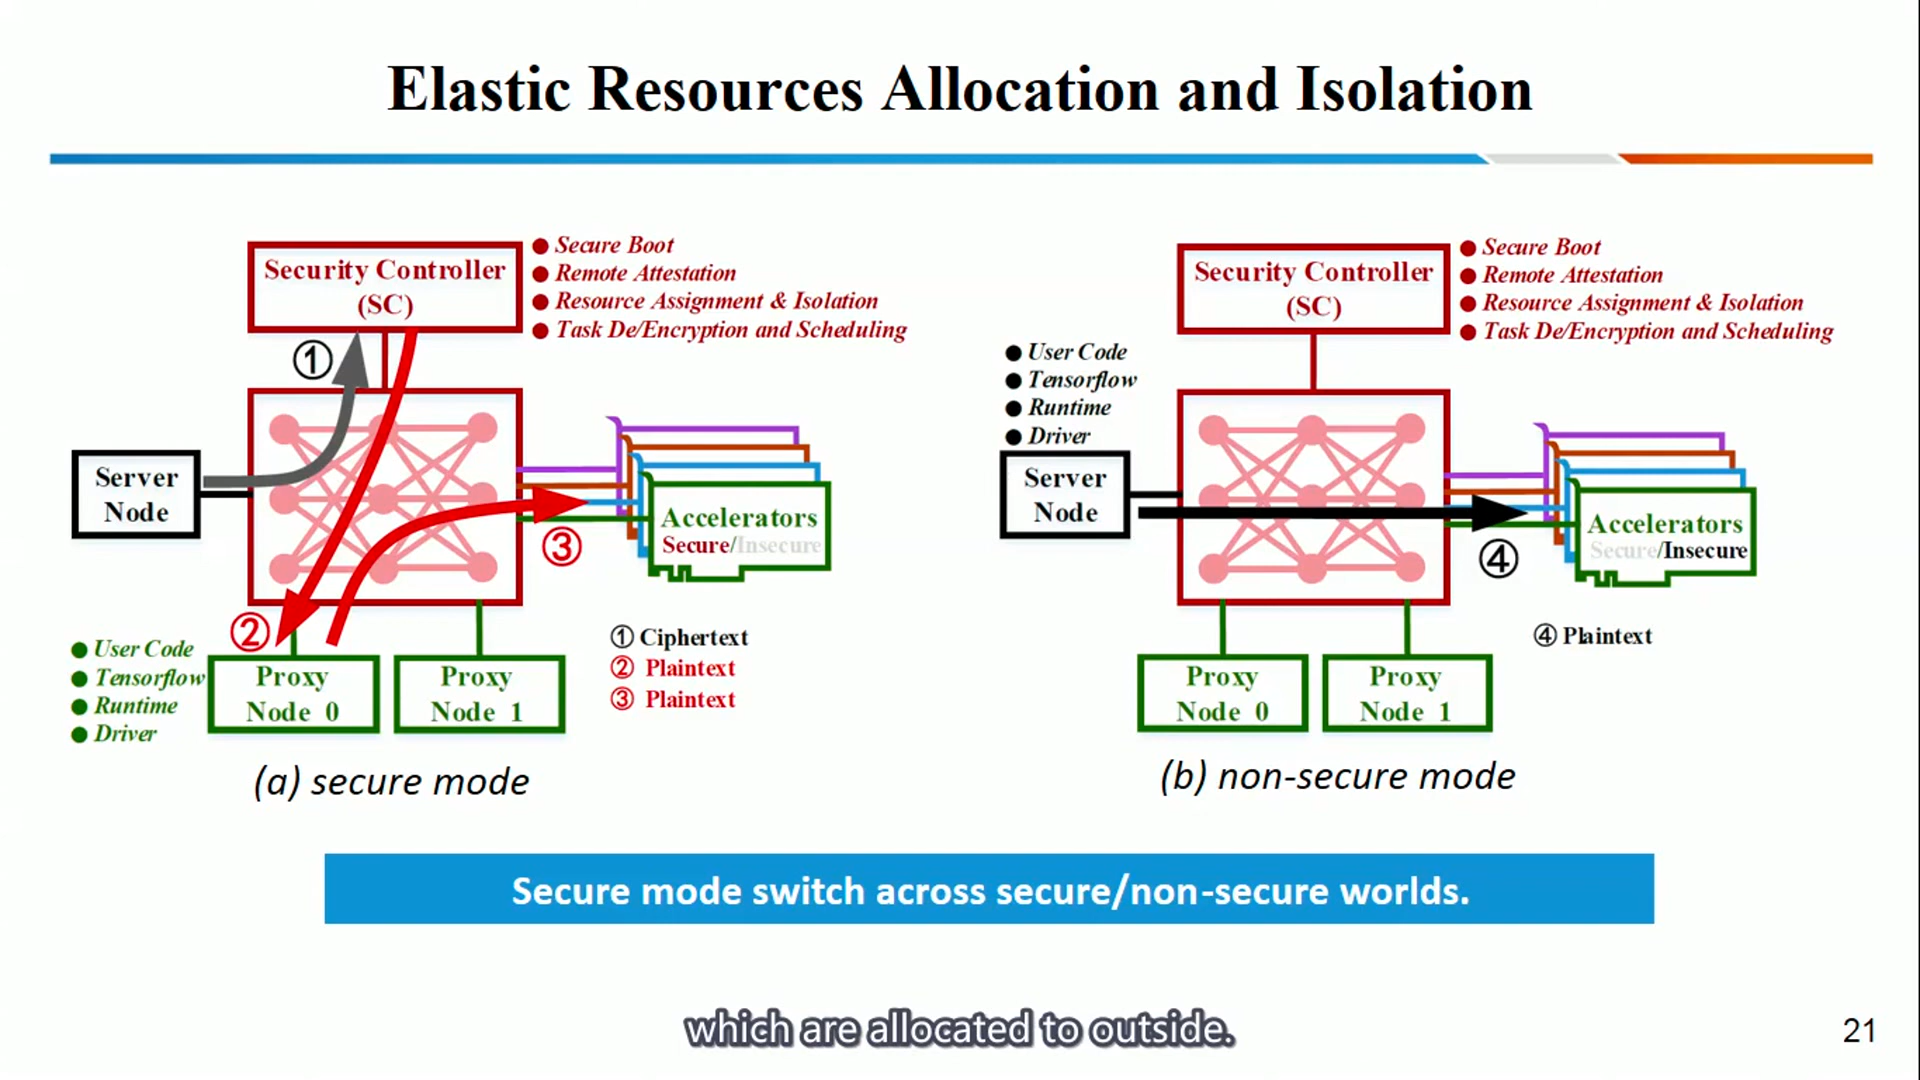 Elastic Resources Allocation and Isolation
Security Controller
(SC)
● Secure Boot
● Remote Attestation
● Resource Assignment & Isolation
● Task De/Encryption and Scheduling
①
Server
Node
Accelerators
Secure/Insecure
③
②
● User Code
● Tensorflow
● Runtime
● Driver
Proxy
Node 0
Proxy
Node 1
① Ciphertext
② Plaintext
③ Plaintext
(a) secure mode
Security Controller
(SC)
● Secure Boot
● Remote Attestation
● Resource Assignment & Isolation
● Task De/Encryption and Scheduling
● User Code
● Tensorflow
● Runtime
● Driver
Server
Node
Accelerators
Secure/Insecure
④
④ Plaintext
Proxy
Node 0
Proxy
Node 1
(b) non-secure mode
Secure mode switch across secure/non-secure worlds.
which are allocated to outside.
21